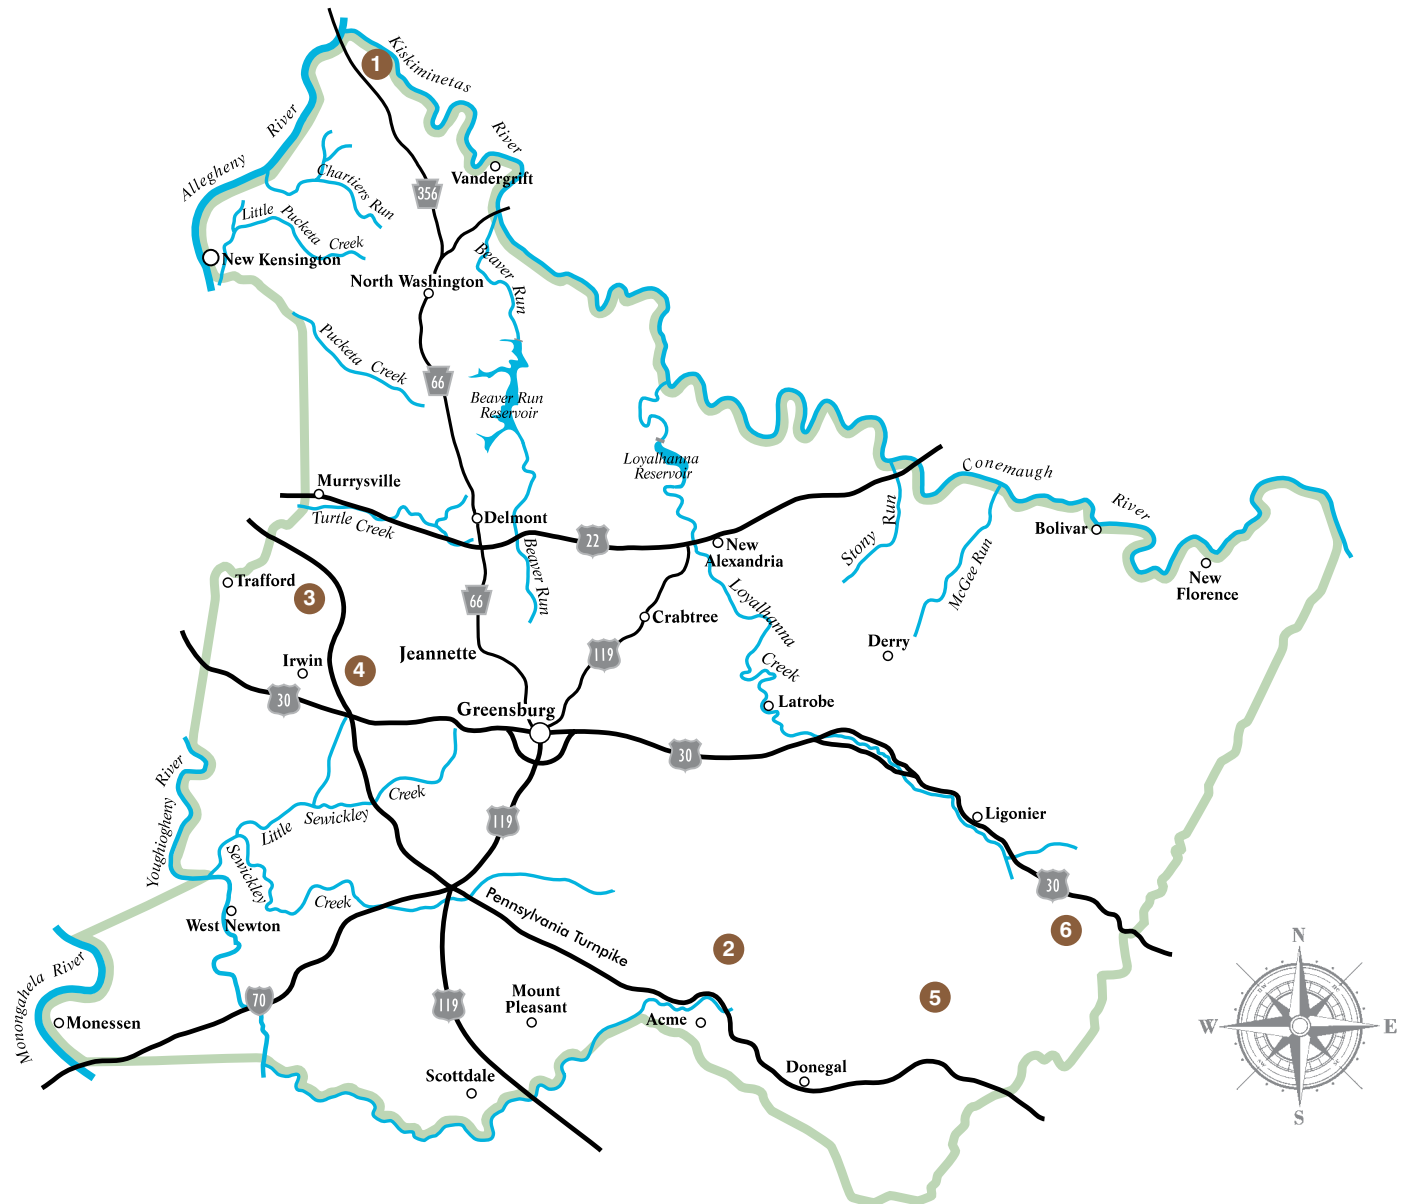 1
Kiskiminetas
River
Allegheny
River
Vandergrift
Chartiers Run
356
Little Pucketa
Creek
New Kensington
Beaver Run
North Washington
Pucketa Creek
66
Beaver Run
Reservoir
Loyalhanna
Reservoir
Conemaugh
River
Murrysville
Turtle Creek
Delmont
22
New
Alexandria
Stony Run
McGee Run
Bolivar
New
Florence
Trafford
3
66
Beaver Run
Crabtree
Loyalhanna
Creek
Derry
Jeannette
119
Irwin
4
30
Greensburg
Latrobe
30
Youghiogheny River
Little
Sewickley
Creek
119
Ligonier
Sewickley
Creek
30
West Newton
Pennsylvania Turnpike
2
6
N
Monongahela River
70
119
Mount
Pleasant
5
nw
ne
W
E
Monessen
Acme
sw
se
Scottdale
Donegal
S